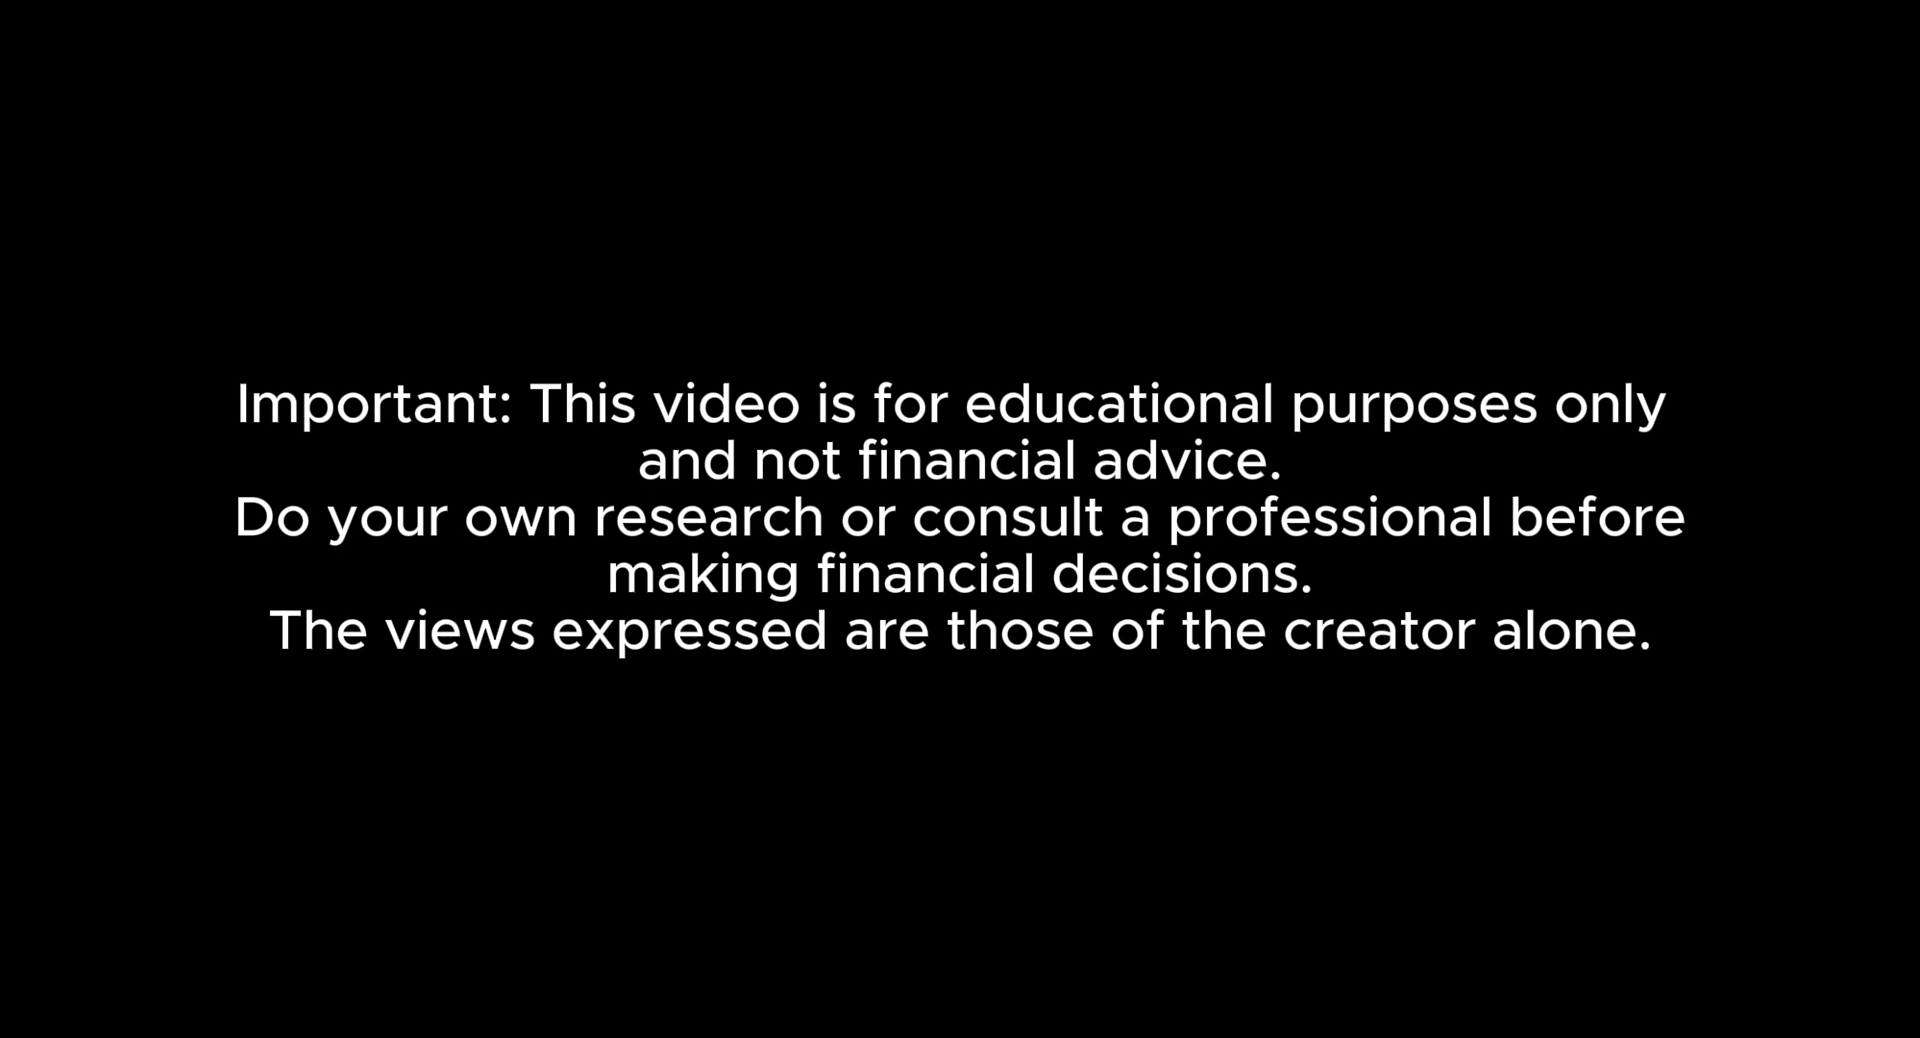 Important: This video is for educational purposes only
and not financial advice.
Do your own research or consult a professional before
making financial decisions.
The views expressed are those of the creator alone.